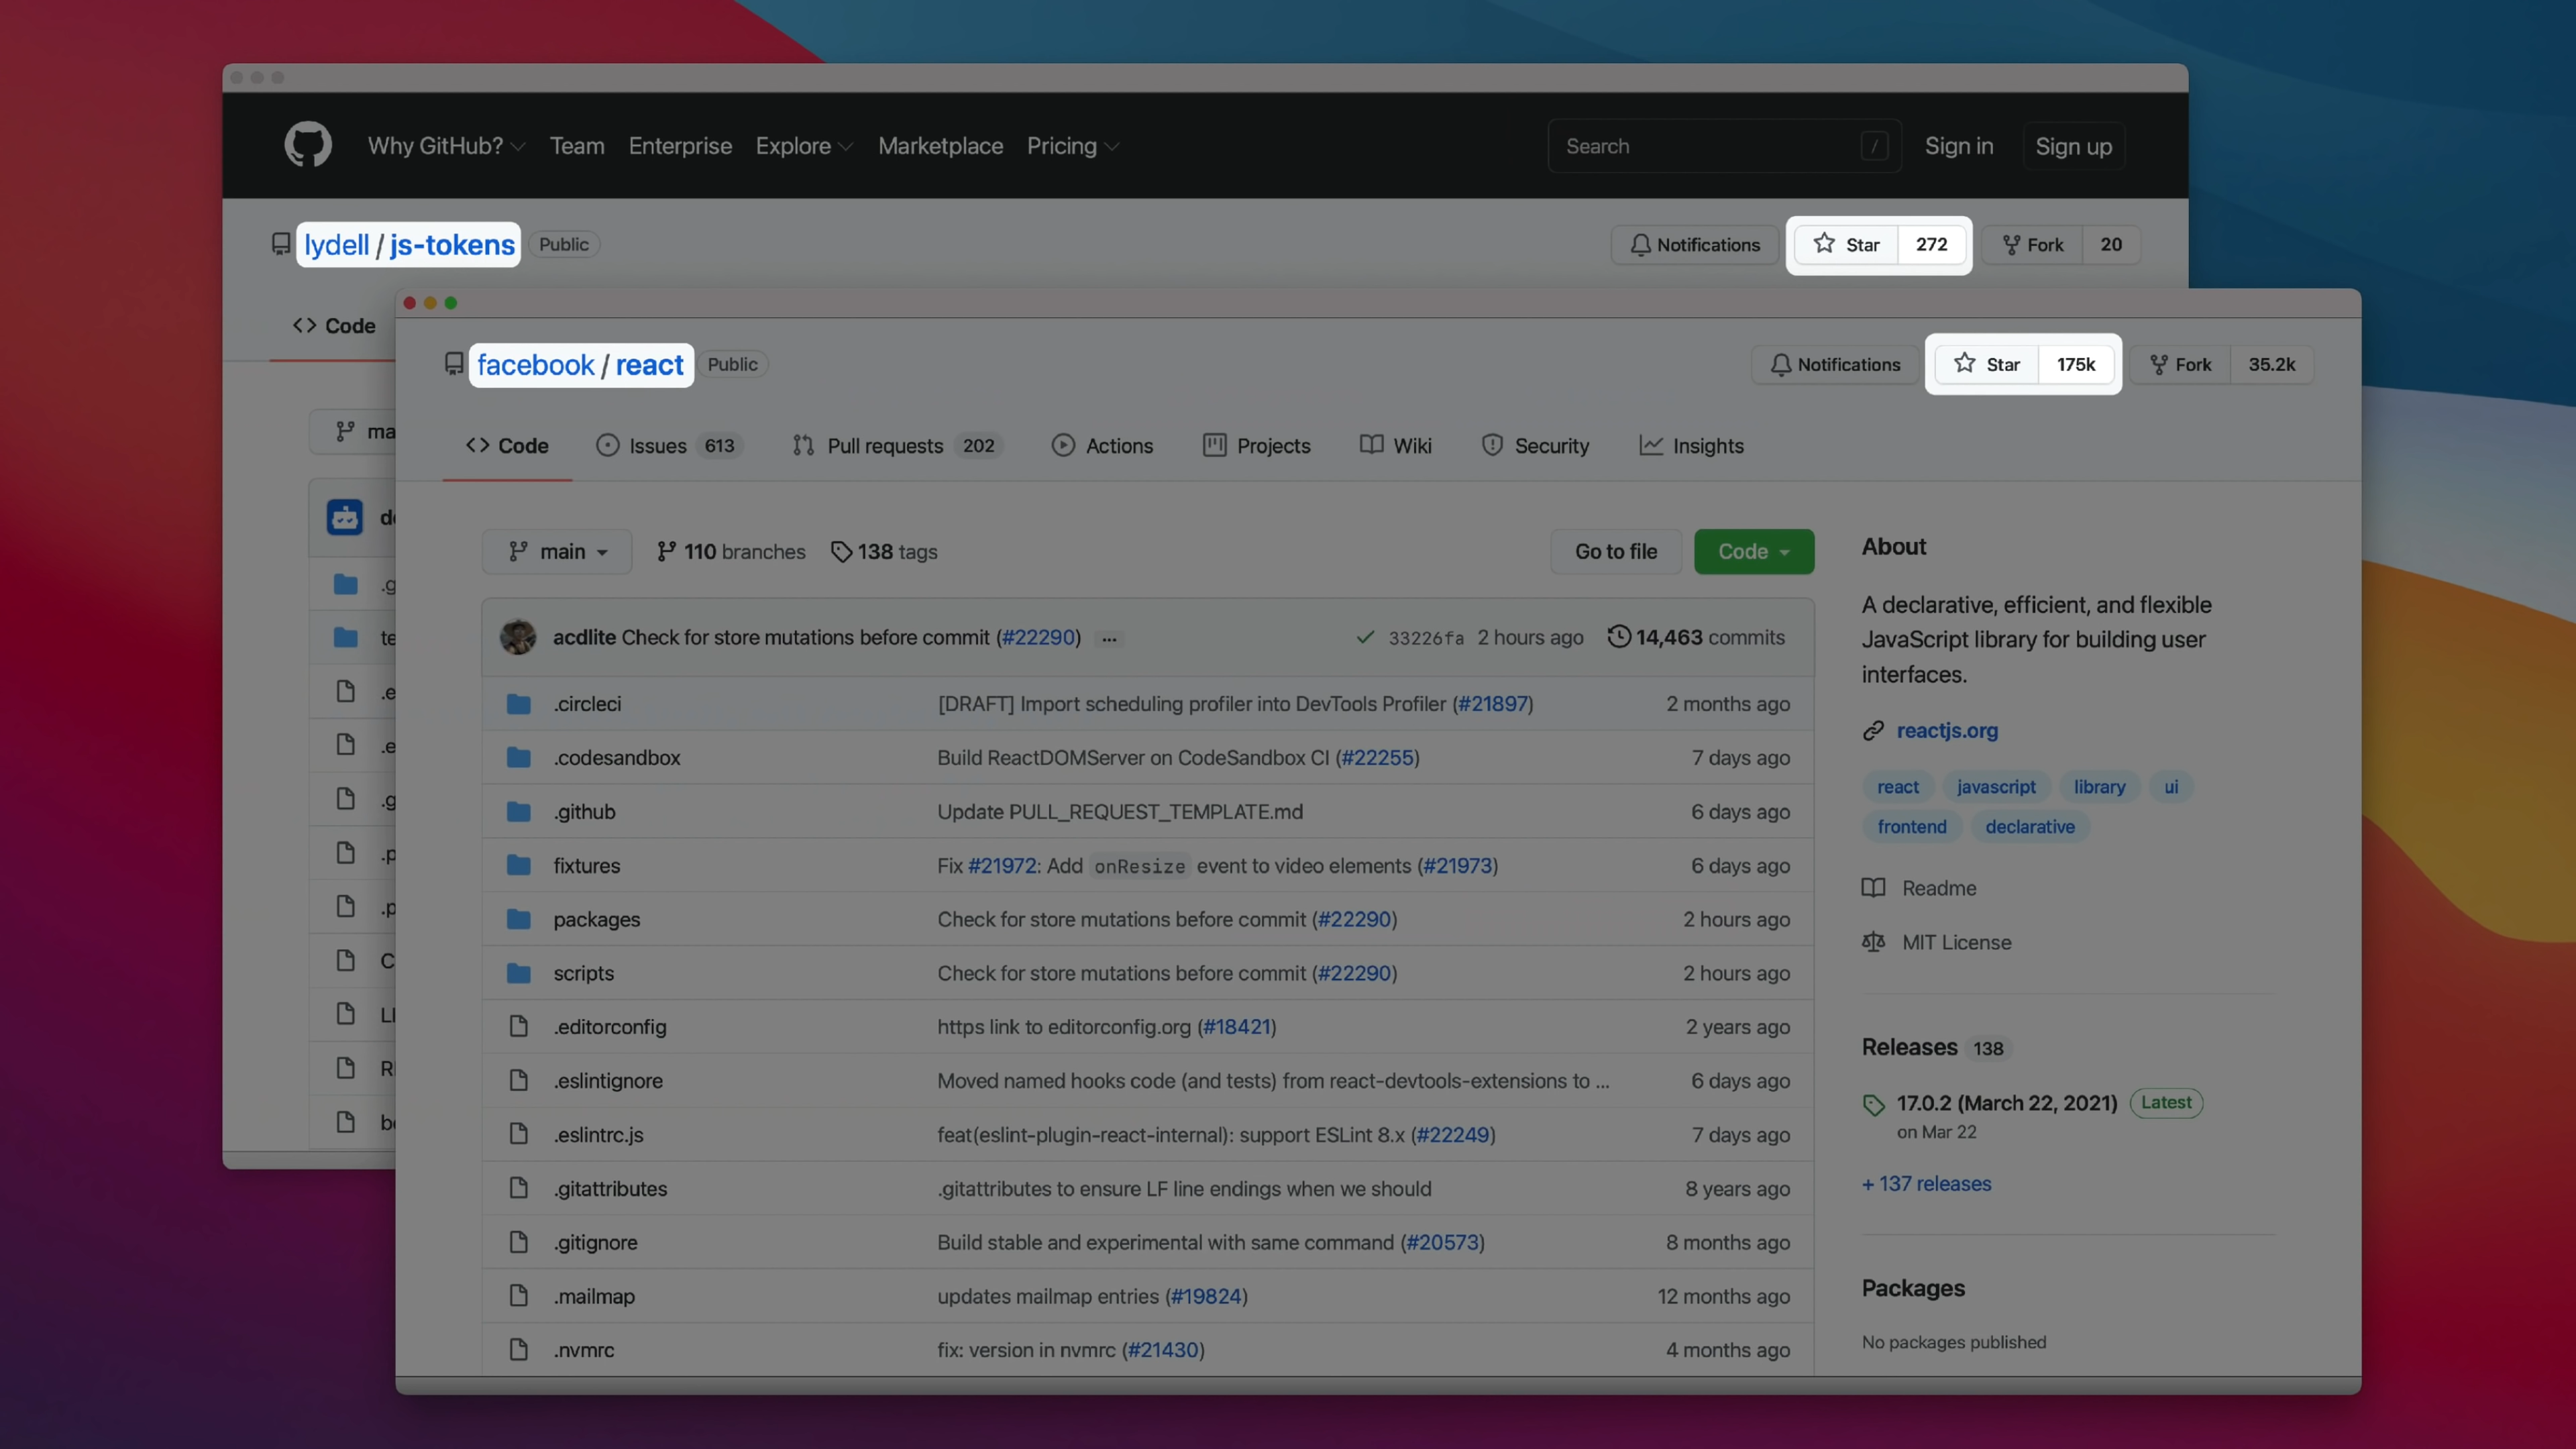 Why GitHub? Team Enterprise Explore Marketplace Pricing Search / Sign in Sign up
lydell / js-tokens Public Notifications Star 272 Fork 20
Code
facebook / react Public Notifications Star 175k Fork 35.2k
Code Issues 613 Pull requests 202 Actions Projects Wiki Security Insights
main 110 branches 138 tags Go to file Code
acdlite Check for store mutations before commit (#22290) ... 33226fa 2 hours ago 14,463 commits
.circleci [DRAFT] Import scheduling profiler into DevTools Profiler (#21897) 2 months ago
.codesandbox Build ReactDOMServer on CodeSandbox CI (#22255) 7 days ago
.github Update PULL_REQUEST_TEMPLATE.md 6 days ago
fixtures Fix #21972: Add onResize event to video elements (#21973) 6 days ago
packages Check for store mutations before commit (#22290) 2 hours ago
scripts Check for store mutations before commit (#22290) 2 hours ago
.editorconfig https link to editorconfig.org (#18421) 2 years ago
.eslintignore Moved named hooks code (and tests) from react-devtools-extensions to ... 6 days ago
.eslintrc.js feat(eslint-plugin-react-internal): support ESLint 8.x (#22249) 7 days ago
.gitattributes .gitattributes to ensure LF line endings when we should 8 years ago
.gitignore Build stable and experimental with same command (#20573) 8 months ago
.mailmap updates mailmap entries (#19824) 12 months ago
.nvmrc fix: version in nvmrc (#21430) 4 months ago
About
A declarative, efficient, and flexible
JavaScript library for building user
interfaces.
reactjs.org
react javascript library ui
frontend declarative
Readme
MIT License
Releases 138
17.0.2 (March 22, 2021) Latest
on Mar 22
+ 137 releases
Packages
No packages published